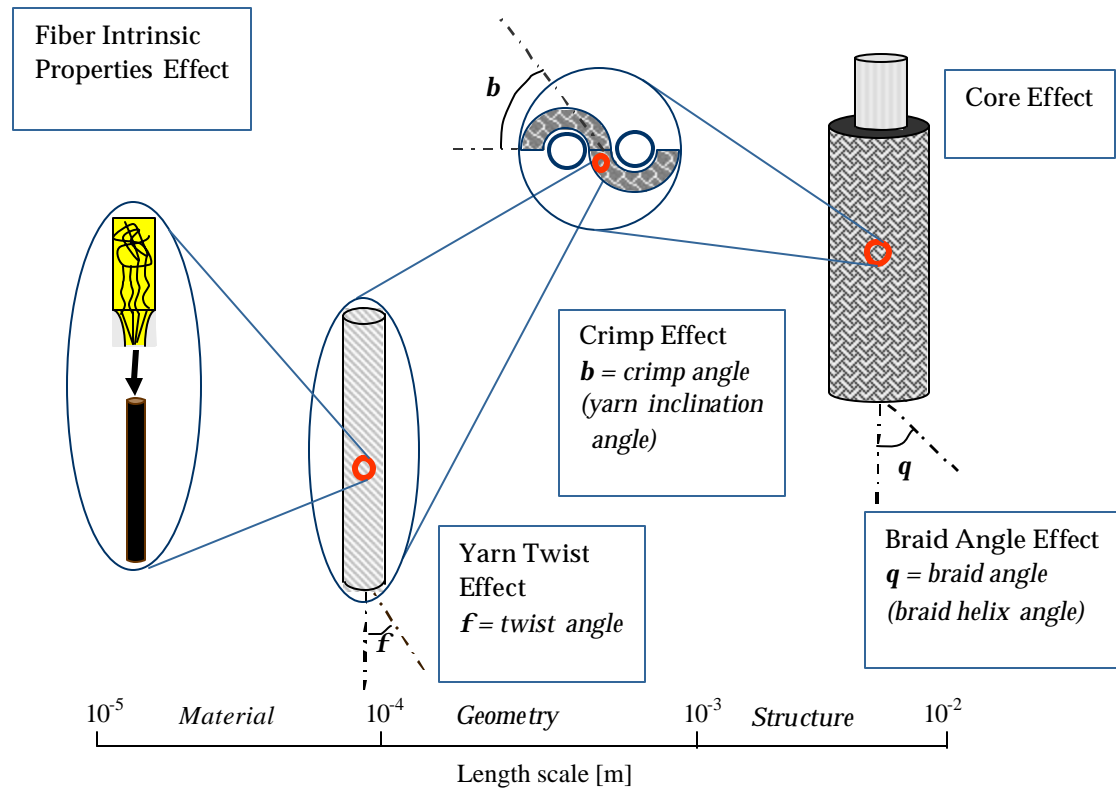 Fiber Intrinsic
Properties Effect
b
Core Effect
Crimp Effect
b = crimp angle
(yarn inclination
angle)
q
Yarn Twist
Effect
f = twist angle
f
Braid Angle Effect
q = braid angle
(braid helix angle)
10-5 Material 10-4 Geometry 10-3 Structure 10-2
Length scale [m]